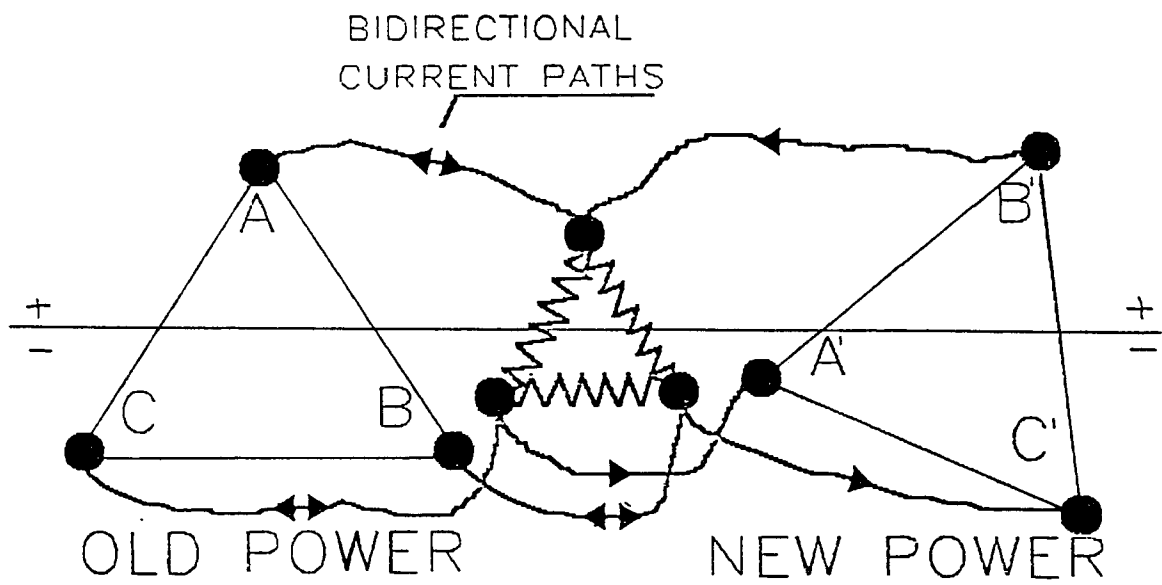 BIDIRECTIONAL
CURRENT PATHS
A
B'
+
+
−
−
A'
C
B
C'
OLD POWER
NEW POWER